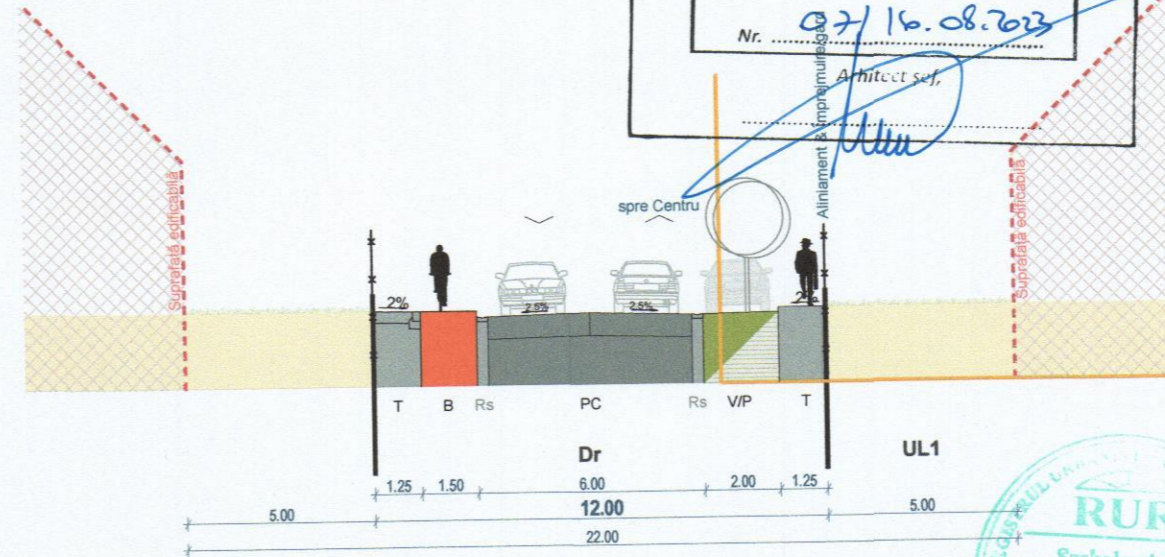 07/ 16.08.2023
Nr. ..............................
Arhitect șef,
Aliniament & împrejmuire/gard
Suprafață edificabilă
spre Centru
Suprafață edificabilă
2%
2.5%
2.5%
2%
T B Rs PC Rs V/P T
Dr
UL1
1.25 1.50 6.00 2.00 1.25
5.00 12.00 5.00
22.00
RUR